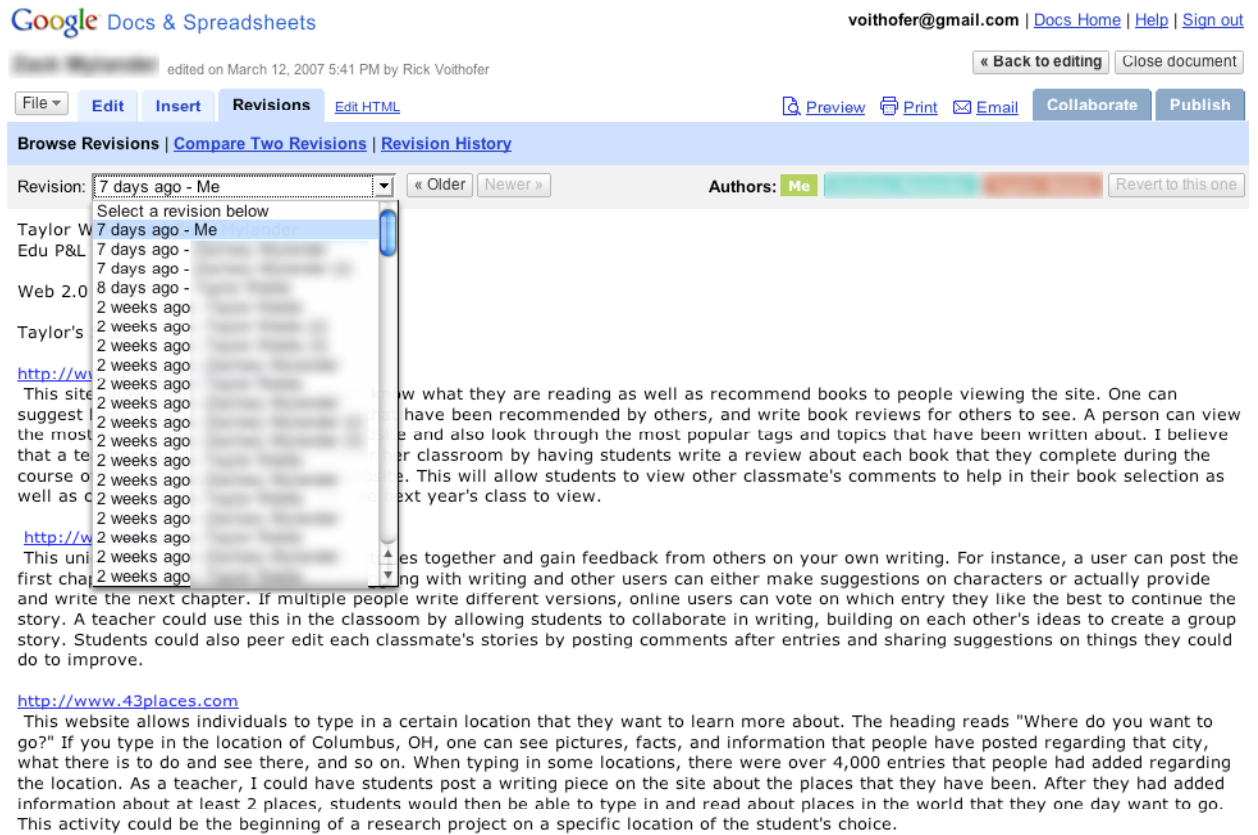 Google Docs & Spreadsheets
voithofer@gmail.com | Docs Home | Help | Sign out
edited on March 12, 2007 5:41 PM by Rick Voithofer
« Back to editing Close document
File Edit Insert Revisions Edit HTML Preview Print Email Collaborate Publish
Browse Revisions | Compare Two Revisions | Revision History
Revision: 7 days ago - Me « Older Newer » Authors: Me Revert to this one
Select a revision below
Taylor W
7 days ago - Me
Edu P&L
7 days ago -
7 days ago -
Web 2.0
8 days ago -
2 weeks ago
Taylor's
2 weeks ago
2 weeks ago
2 weeks ago
http://w
2 weeks ago
This site
2 weeks ago
what they are reading as well as recommend books to people viewing the site. One can
suggest
2 weeks ago
have been recommended by others, and write book reviews for others to see. A person can view
the most
2 weeks ago
and also look through the most popular tags and topics that have been written about. I believe
that a te
2 weeks ago
er classroom by having students write a review about each book that they complete during the
course o
2 weeks ago
. This will allow students to view other classmate's comments to help in their book selection as
well as
2 weeks ago
ext year's class to view.
2 weeks ago
http://w
2 weeks ago
This uni
2 weeks ago
es together and gain feedback from others on your own writing. For instance, a user can post the
first chap
2 weeks ago
ng with writing and other users can either make suggestions on characters or actually provide
and write the next chapter. If multiple people write different versions, online users can vote on which entry they like the best to continue the
story. A teacher could use this in the classoom by allowing students to collaborate in writing, building on each other's ideas to create a group
story. Students could also peer edit each classmate's stories by posting comments after entries and sharing suggestions on things they could
do to improve.
http://www.43places.com
This website allows individuals to type in a certain location that they want to learn more about. The heading reads "Where do you want to
go?" If you type in the location of Columbus, OH, one can see pictures, facts, and information that people have posted regarding that city,
what there is to do and see there, and so on. When typing in some locations, there were over 4,000 entries that people had added regarding
the location. As a teacher, I could have students post a writing piece on the site about the places that they have been. After they had added
information about at least 2 places, students would then be able to type in and read about places in the world that they one day want to go.
This activity could be the beginning of a research project on a specific location of the student's choice.